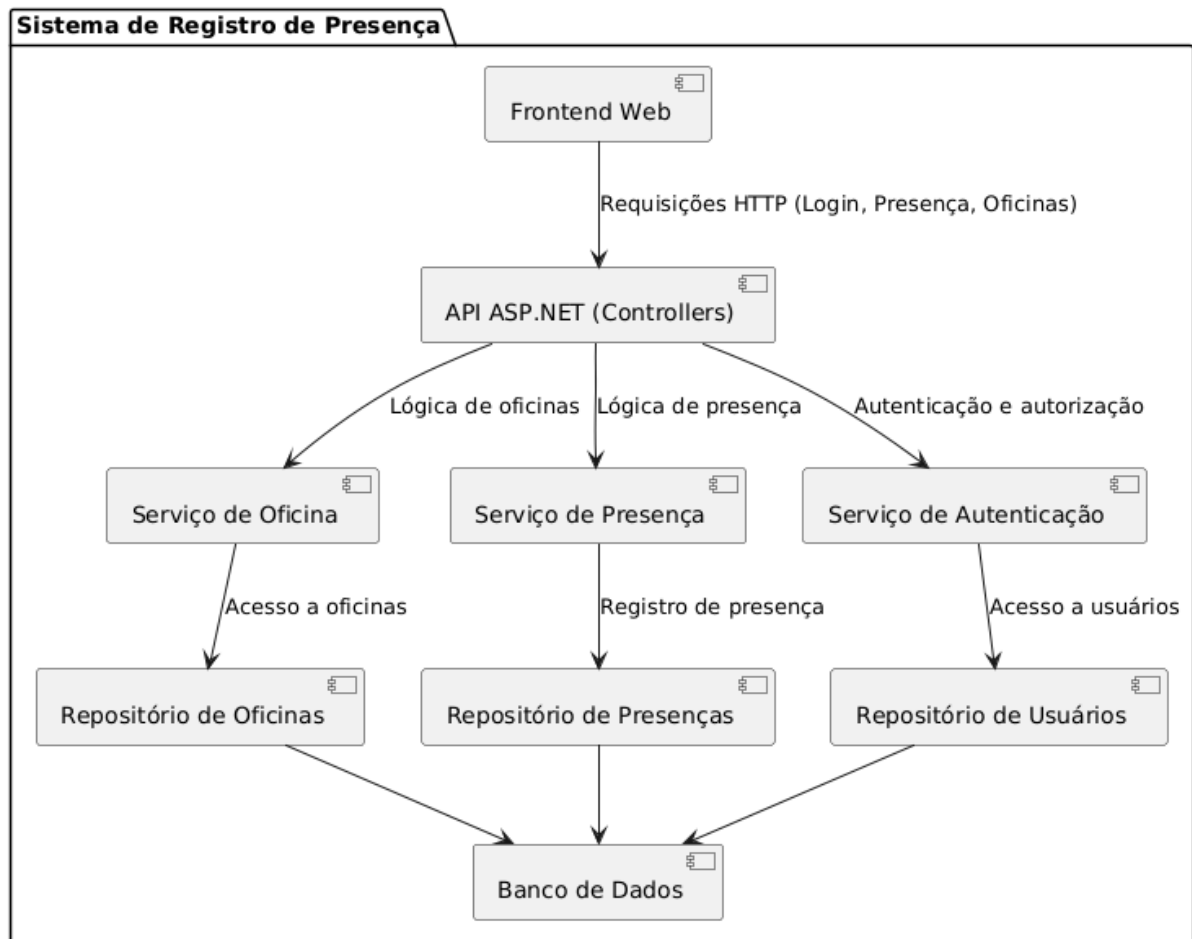 Sistema de Registro de Presença
Frontend Web
Requisições HTTP (Login, Presença, Oficinas)
API ASP.NET (Controllers)
Lógica de oficinas
Lógica de presença
Autenticação e autorização
Serviço de Oficina
Serviço de Presença
Serviço de Autenticação
Acesso a oficinas
Registro de presença
Acesso a usuários
Repositório de Oficinas
Repositório de Presenças
Repositório de Usuários
Banco de Dados